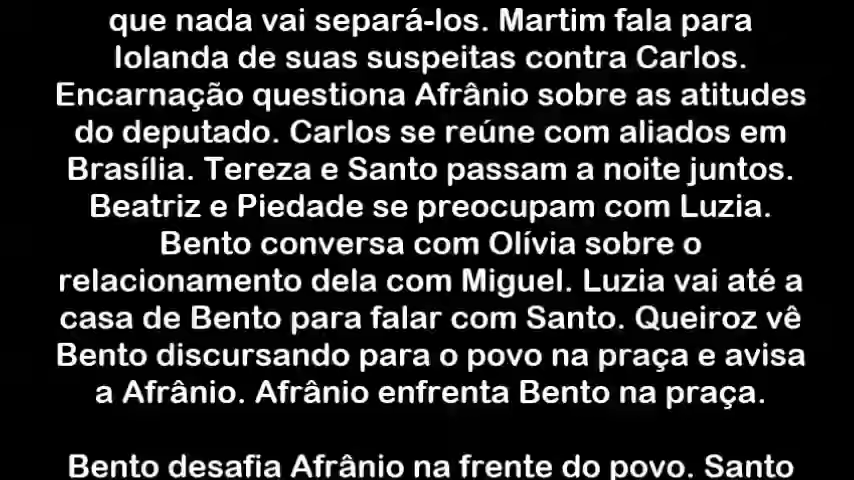 que nada vai separá-los. Martim fala para
Iolanda de suas suspeitas contra Carlos.
Encarnação questiona Afrânio sobre as atitudes
do deputado. Carlos se reúne com aliados em
Brasília. Tereza e Santo passam a noite juntos.
Beatriz e Piedade se preocupam com Luzia.
Bento conversa com Olívia sobre o
relacionamento dela com Miguel. Luzia vai até a
casa de Bento para falar com Santo. Queiroz vê
Bento discursando para o povo na praça e avisa
a Afrânio. Afrânio enfrenta Bento na praça.
Bento desafia Afrânio na frente do povo. Santo